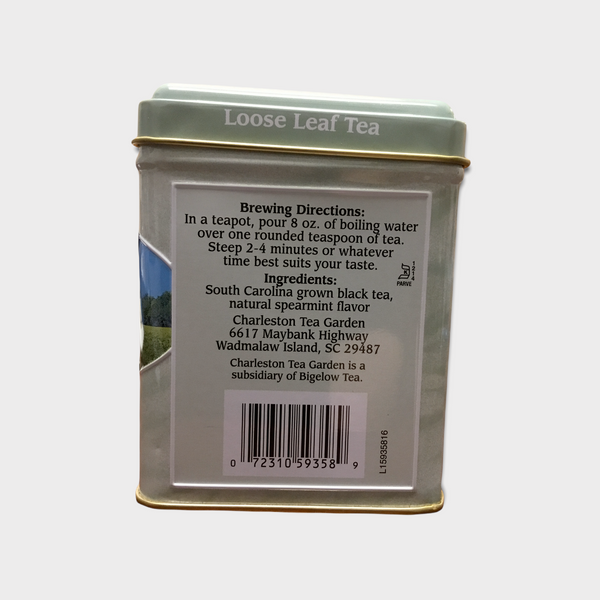 Loose Leaf Tea
Brewing Directions:
In a teapot, pour 8 oz. of boiling water
over one rounded teaspoon of tea.
Steep 2-4 minutes or whatever
time best suits your taste.
Ingredients:
South Carolina grown black tea,
natural spearmint flavor
PARVE
Charleston Tea Garden
6617 Maybank Highway
Wadmalaw Island, SC 29487
Charleston Tea Garden is a
subsidiary of Bigelow Tea.
0 72310 59358 9
L15935816